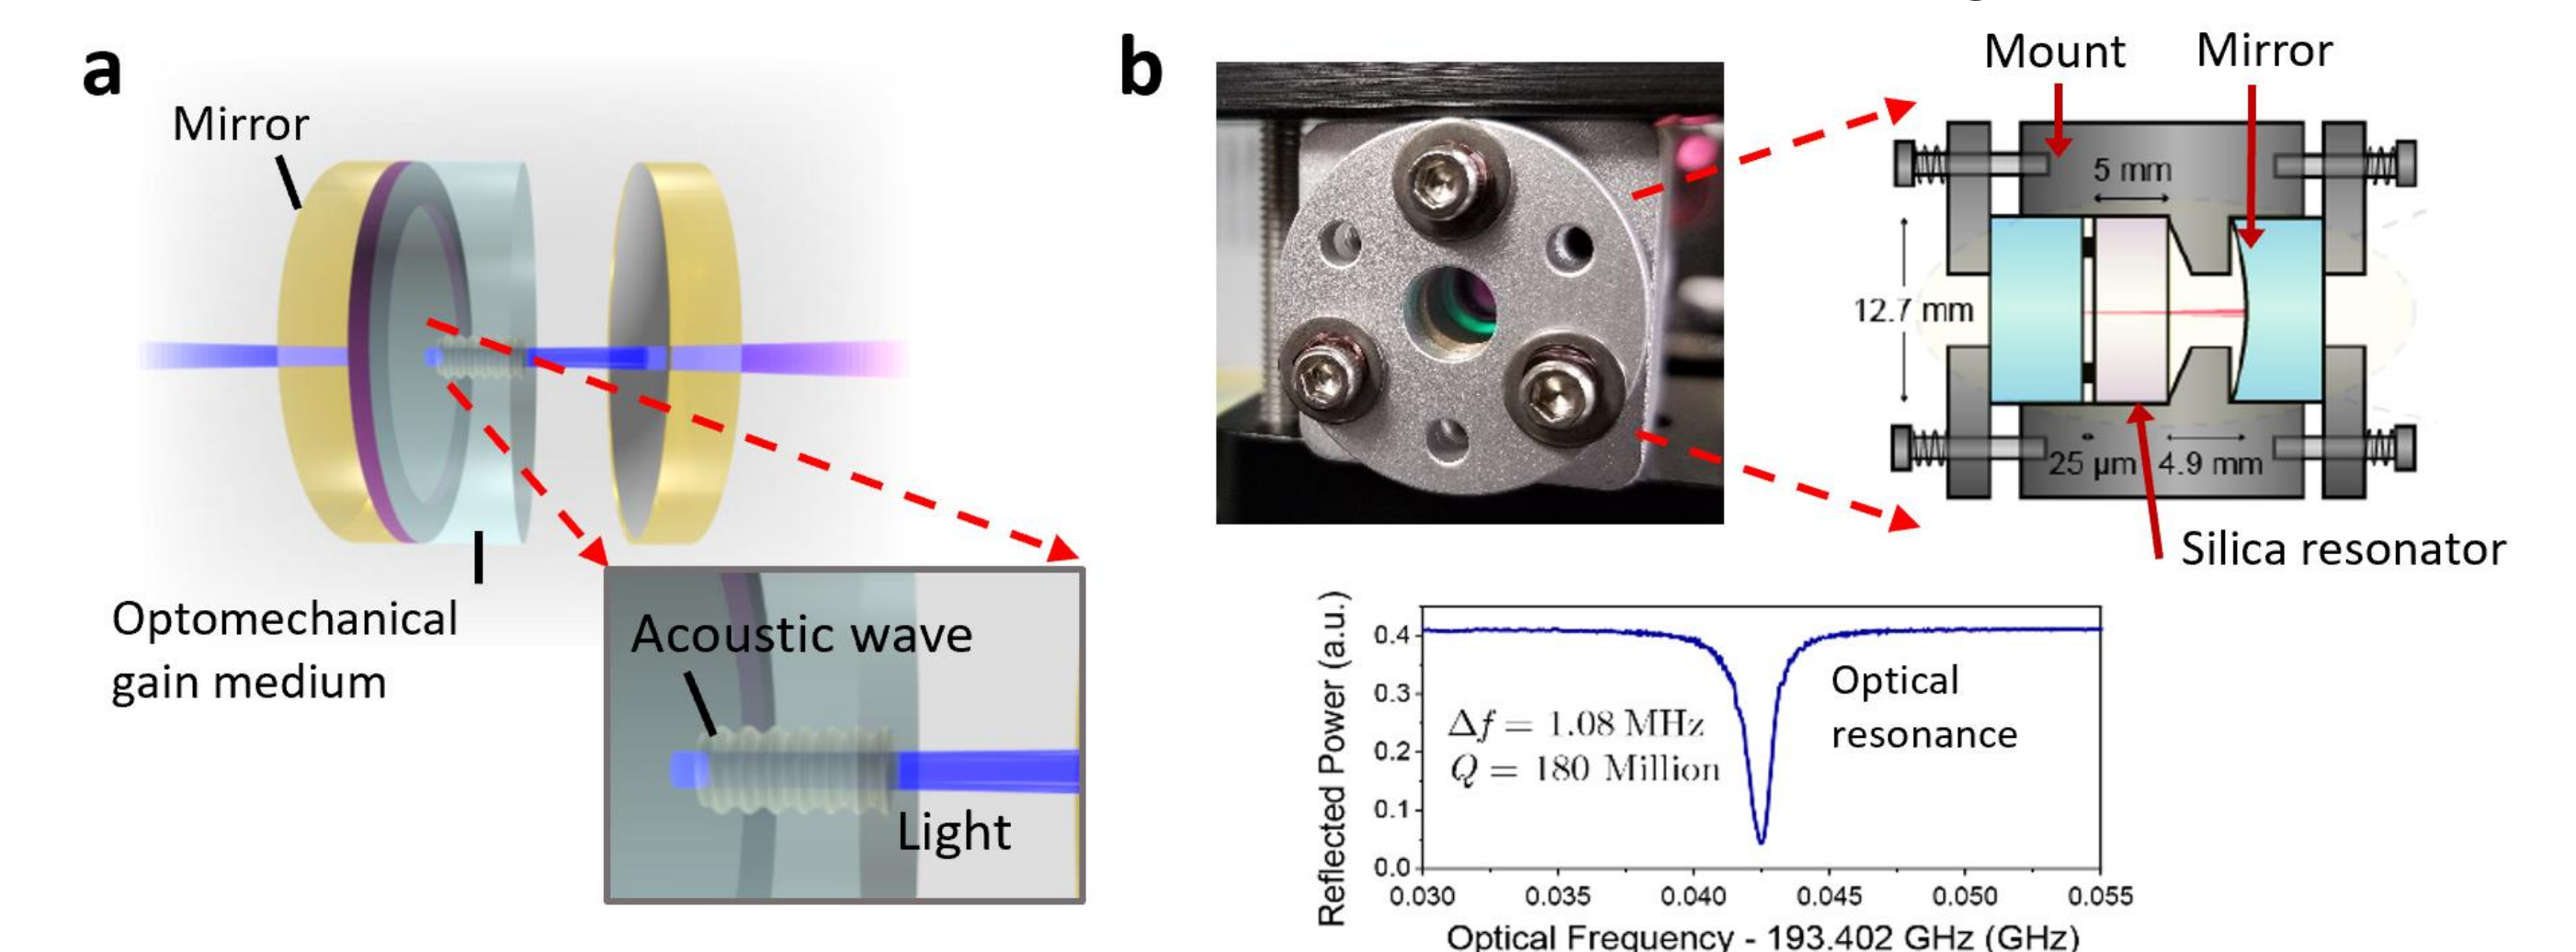 a
Mirror
Optomechanical
gain medium
Acoustic wave
Light
b
Mount
Mirror
5 mm
12.7 mm
25 µm
4.9 mm
Silica resonator
Reflected Power (a.u.)
0.4
0.3
0.2
0.1
0.0
Δf = 1.08 MHz
Q = 180 Million
Optical
resonance
0.030
0.035
0.040
0.045
0.050
0.055
Optical Frequency - 193.402 GHz (GHz)